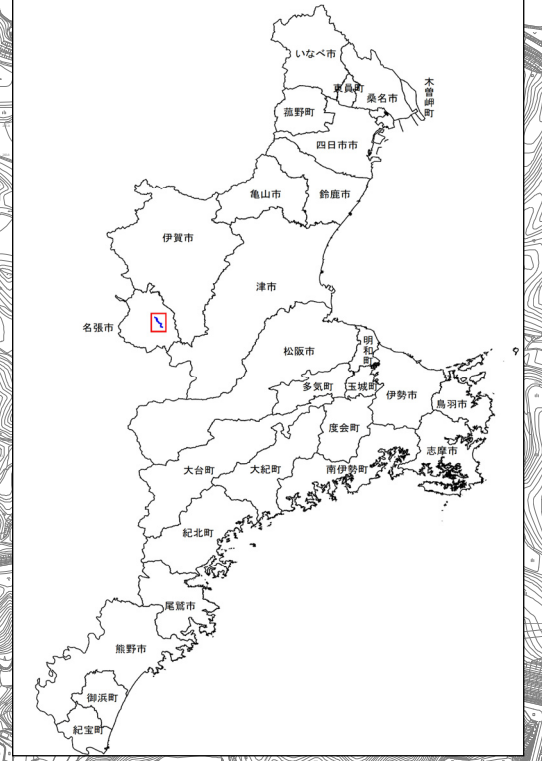 いなべ市
東員町
桑名市
木曽岬町
菰野町
四日市市
亀山市
鈴鹿市
伊賀市
津市
名張市
松阪市
明和町
多気町
玉城町
伊勢市
鳥羽市
度会町
志摩市
大台町
大紀町
南伊勢町
紀北町
尾鷲市
熊野市
御浜町
紀宝町